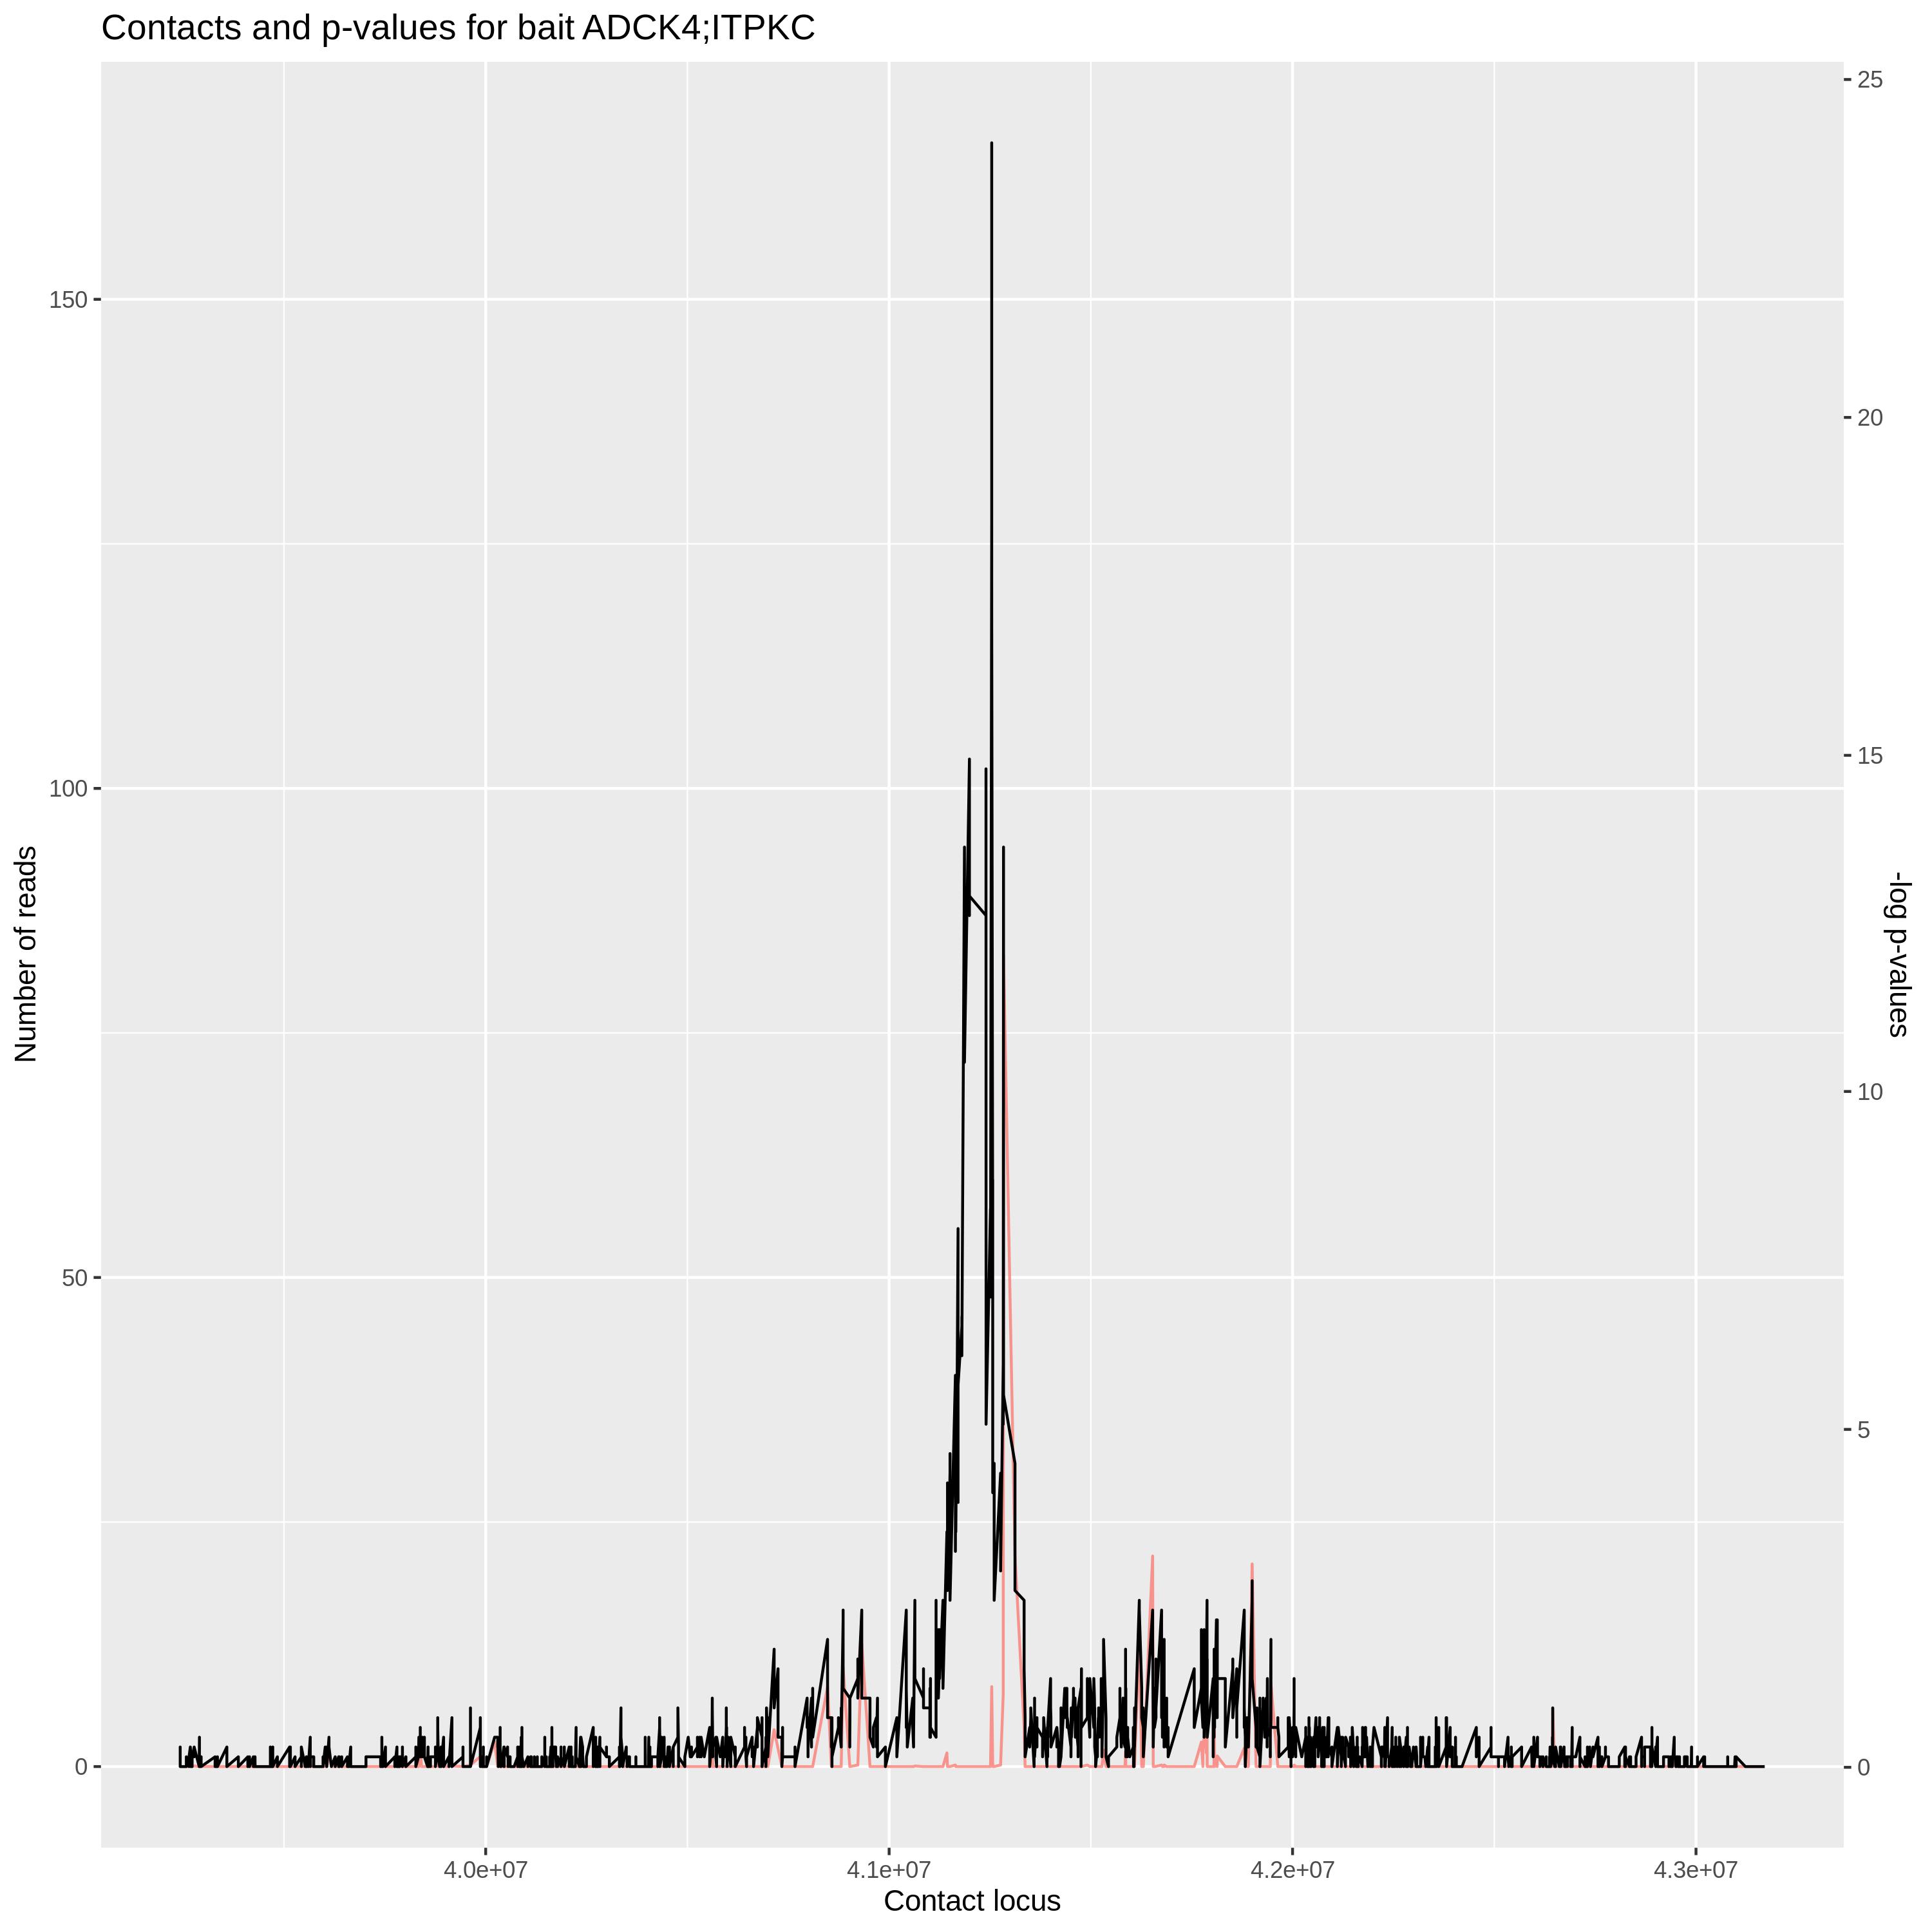 Contacts and p-values for bait ADCK4;ITPKC
25
20
15
10
5
0
150
100
50
0
Number of reads
-log p-values
4.0e+07
4.1e+07
4.2e+07
4.3e+07
Contact locus